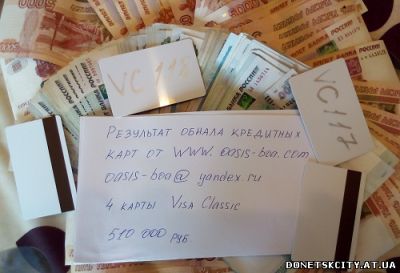 VC 118
VC 117
РЕЗУЛЬТАТ ОБНАЛА КРЕДИТНЫХ
КАРТ ОТ WWW.OASIS-BOA.COM
OASIS-BOA@YANDEX.RU
4 КАРТЫ VISA CLASSIC
510 000 РУБ.
DONETSKCITY.AT.UA